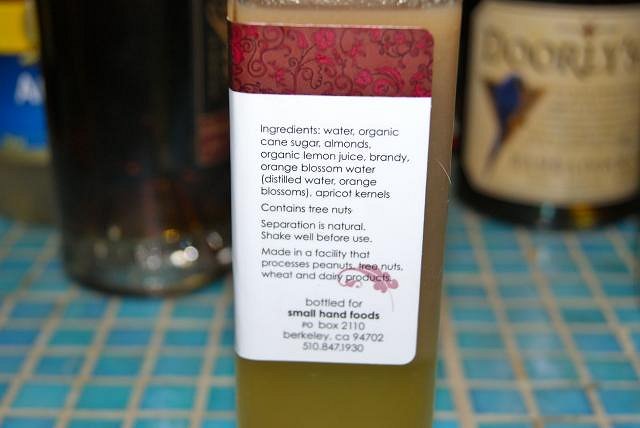 Ingredients: water, organic
cane sugar, almonds,
organic lemon juice, brandy,
orange blossom water
(distilled water, orange
blossoms), apricot kernels
Contains tree nuts
Separation is natural.
Shake well before use.
Made in a facility that
processes peanuts, tree nuts,
wheat and dairy products.
bottled for
small hand foods
PO box 2110
berkeley, ca 94702
510.847.1930
DOORLY'S